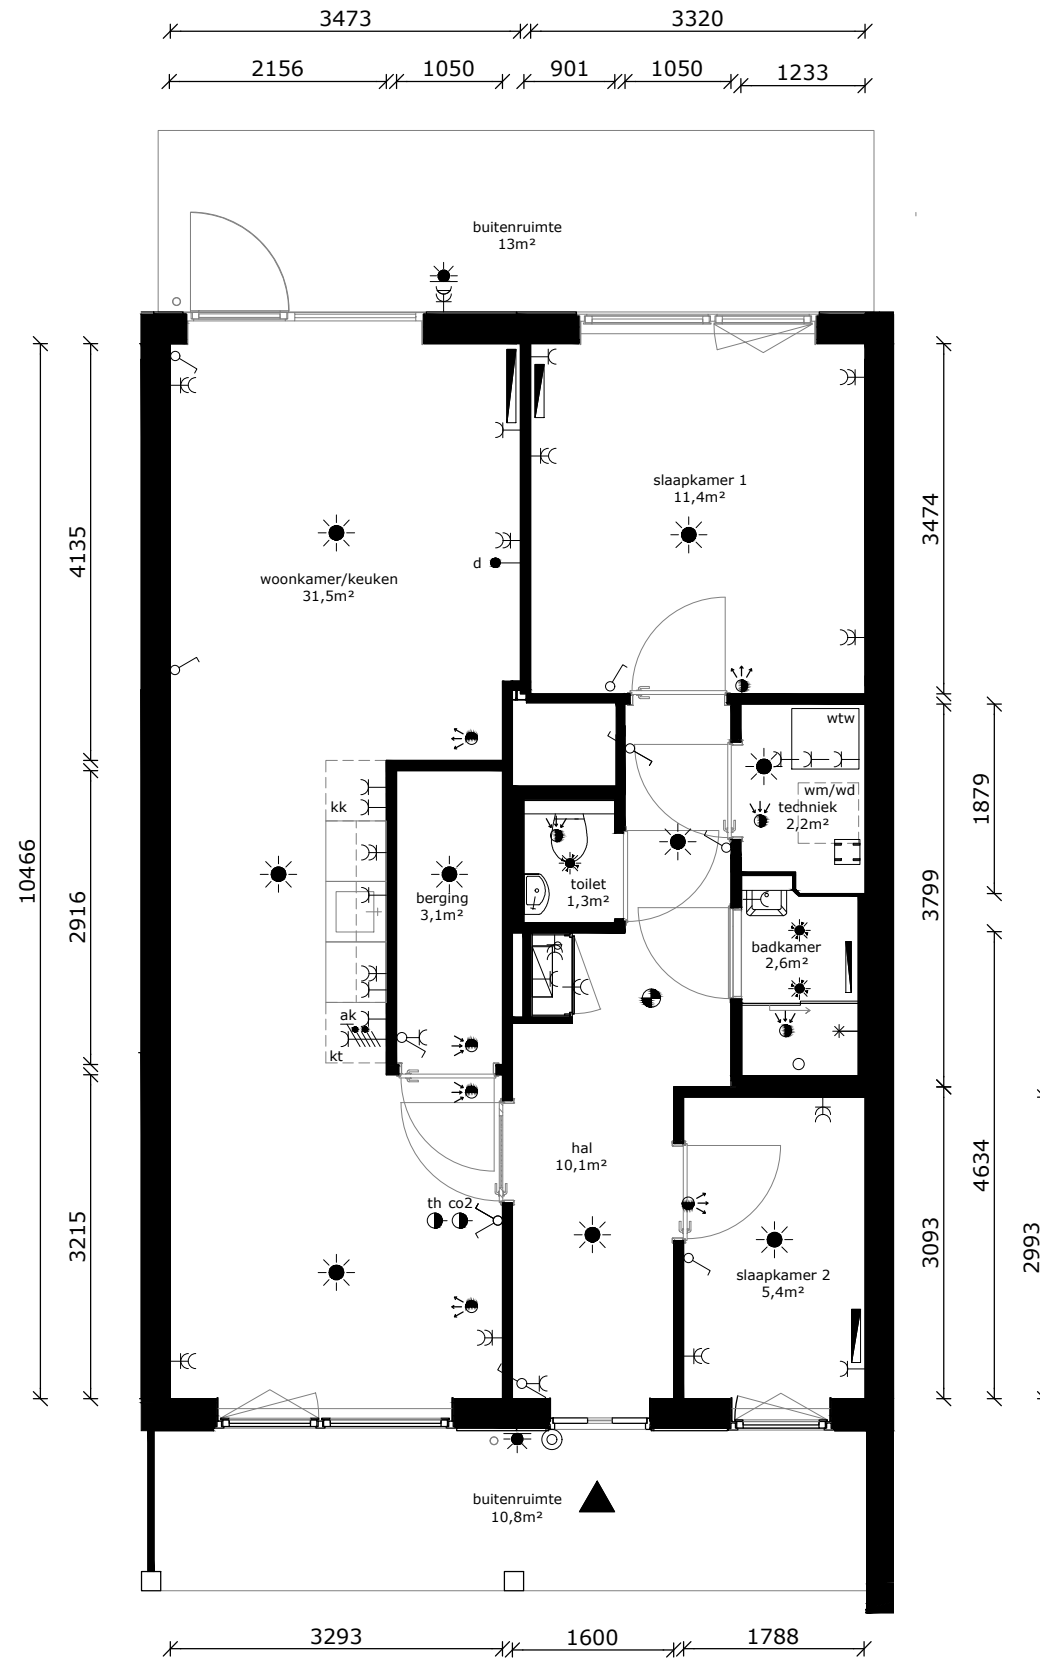 3473
3320
2156
1050
901
1050
1233
buitenruimte
13m²
slaapkamer 1
11,4m²
3474
4135
d
woonkamer/keuken
31,5m²
wtw
kk
wm/wd
techniek
2,2m²
1879
10466
2916
berging
3,1m²
toilet
1,3m²
3799
badkamer
2,6m²
ak
kt
hal
10,1m²
4634
th co2
3215
3093
2993
slaapkamer 2
5,4m²
buitenruimte
10,8m²
3293
1600
1788